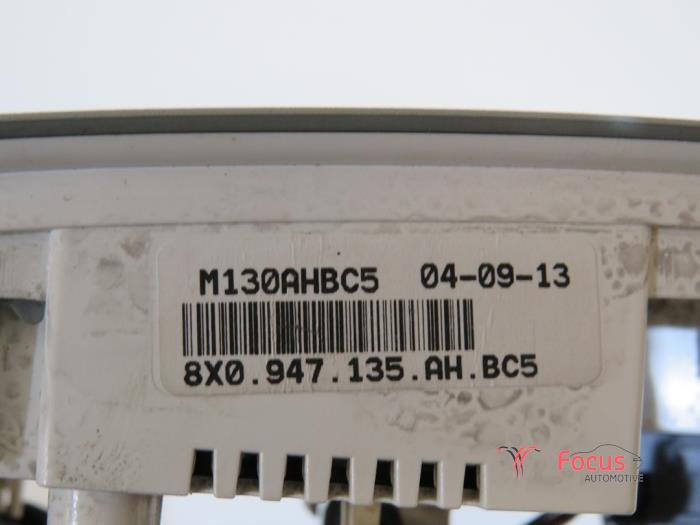 M130AHBC5 04-09-13
8X0.947.135.AH.BC5
Focus
AUTOMOTIVE